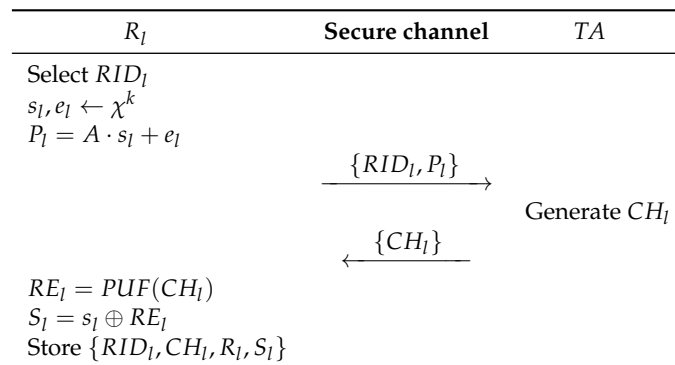 R_l Secure channel TA
Select RID_l
s_l, e_l ← χ^k
P_l = A · s_l + e_l
{RID_l, P_l}
Generate CH_l
{CH_l}
RE_l = PUF(CH_l)
S_l = s_l ⊕ RE_l
Store {RID_l, CH_l, R_l, S_l}